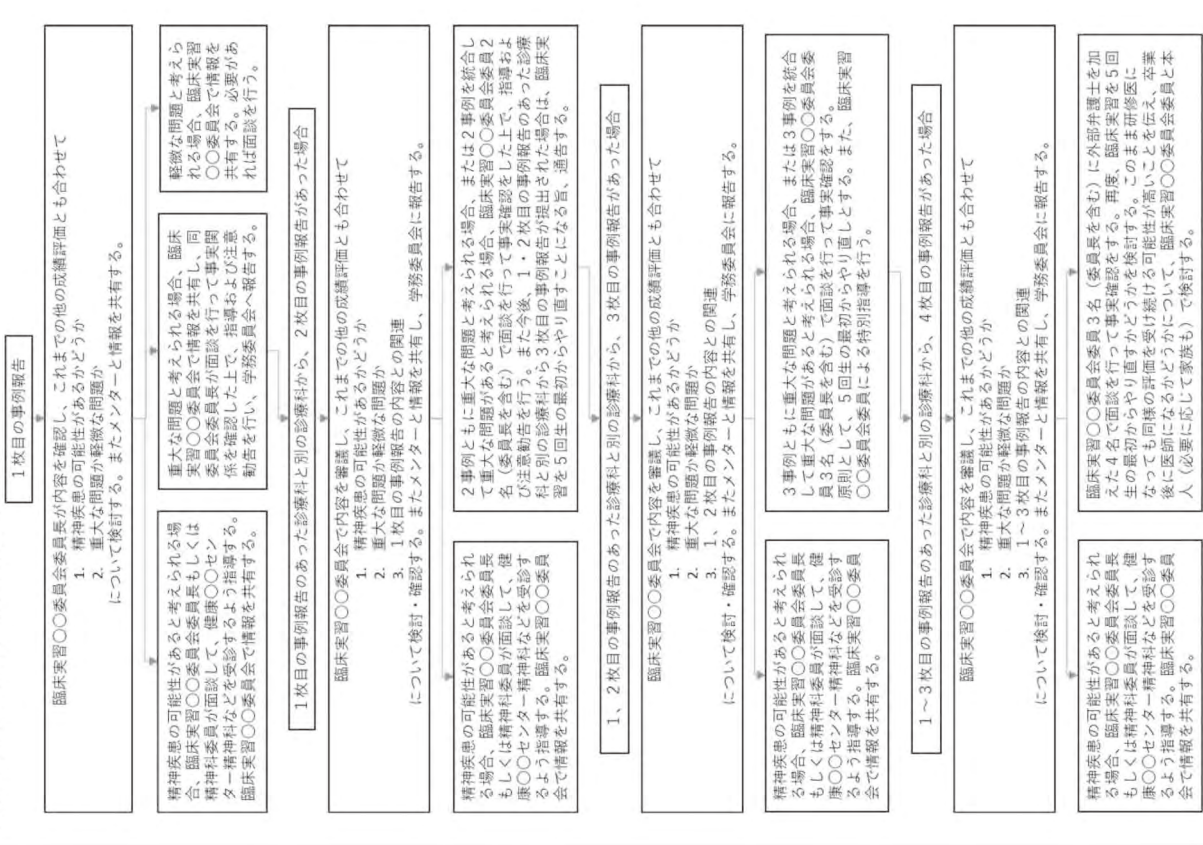 1枚目の事例報告
臨床実習〇〇委員会委員長が内容を確認し、これまでの他の成績評価とも合わせて
1. 精神疾患の可能性があるかどうか
2. 重大な問題か軽微な問題か
について検討する。またメンターと情報を共有する。
精神疾患の可能性があると考えられる場
合、臨床実習〇〇委員会委員長もしくは
精神科委員が面談して、健康〇〇セン
ター精神科などを受診するよう指導する。
臨床実習〇〇委員会で情報を共有する。
重大な問題と考えられる場合、臨床
実習〇〇委員会で情報を共有し、同
委員会委員長が面談を行って事実関
係を確認した上で、指導および注意
勧告を行い、学務委員会へ報告する。
軽微な問題と考えら
れる場合、臨床実習
〇〇委員会で情報を
共有する。必要があ
れば面談を行う。
1枚目の事例報告のあった診療科と別の診療科から、2枚目の事例報告があった場合
臨床実習〇〇委員会で内容を審議し、これまでの他の成績評価とも合わせて
1. 精神疾患の可能性があるかどうか
2. 重大な問題か軽微な問題か
3. 1枚目の事例報告の内容との関連
について検討・確認する。またメンターと情報を共有し、学務委員会に報告する。
精神疾患の可能性があると考えられ
る場合、臨床実習〇〇委員会委員長
もしくは精神科委員が面談して、健
康〇〇センター精神科などを受診す
るよう指導する。臨床実習〇〇委員
会で情報を共有する。
2事例ともに重大な問題と考えられる場合、または2事例を統合し
て重大な問題があると考えられる場合、臨床実習〇〇委員会委員2
名（委員長を含む）で面談を行って事実確認をした上で、指導およ
び注意勧告を行う。また今後、1・2枚目の事例報告のあった診療
科と別の診療科から3枚目の事例報告が提出された場合は、臨床実
習を5回生の最初からやり直すことになる旨、通告する。
1、2枚目の事例報告のあった診療科と別の診療科から、3枚目の事例報告があった場合
臨床実習〇〇委員会で内容を審議し、これまでの他の成績評価とも合わせて
1. 精神疾患の可能性があるかどうか
2. 重大な問題か軽微な問題か
3. 1、2枚目の事例報告の内容との関連
について検討・確認する。またメンターと情報を共有し、学務委員会に報告する。
精神疾患の可能性があると考えられ
る場合、臨床実習〇〇委員会委員長
もしくは精神科委員が面談して、健
康〇〇センター精神科などを受診す
るよう指導する。臨床実習〇〇委員
会で情報を共有する。
3事例ともに重大な問題と考えられる場合、または3事例を統合
して重大な問題があると考えられる場合、臨床実習〇〇委員会委
員3名（委員長を含む）で面談を行って事実確認をする。
原則として、5回生の最初からやり直しとする。また、臨床実習
〇〇委員会委員による特別指導を行う。
1～3枚目の事例報告のあった診療科と別の診療科から、4枚目の事例報告があった場合
臨床実習〇〇委員会で内容を審議し、これまでの他の成績評価とも合わせて
1. 精神疾患の可能性があるかどうか
2. 重大な問題か軽微な問題か
3. 1～3枚目の事例報告の内容との関連
について検討・確認する。またメンターと情報を共有し、学務委員会に報告する。
精神疾患の可能性があると考えられ
る場合、臨床実習〇〇委員会委員長
もしくは精神科委員が面談して、健
康〇〇センター精神科などを受診す
るよう指導する。臨床実習〇〇委員
会で情報を共有する。
臨床実習〇〇委員会委員3名（委員長を含む）に外部弁護士を加
えた4名で面談を行って事実確認をする。再度、臨床実習を5回
生の最初からやり直すかどうかを検討する。このまま研修医に
なっても同様の評価を受け続ける可能性が高いことを伝え、卒業
後に医師になるかどうかについて、臨床実習〇〇委員会委員と本
人（必要に応じて家族も）で検討する。